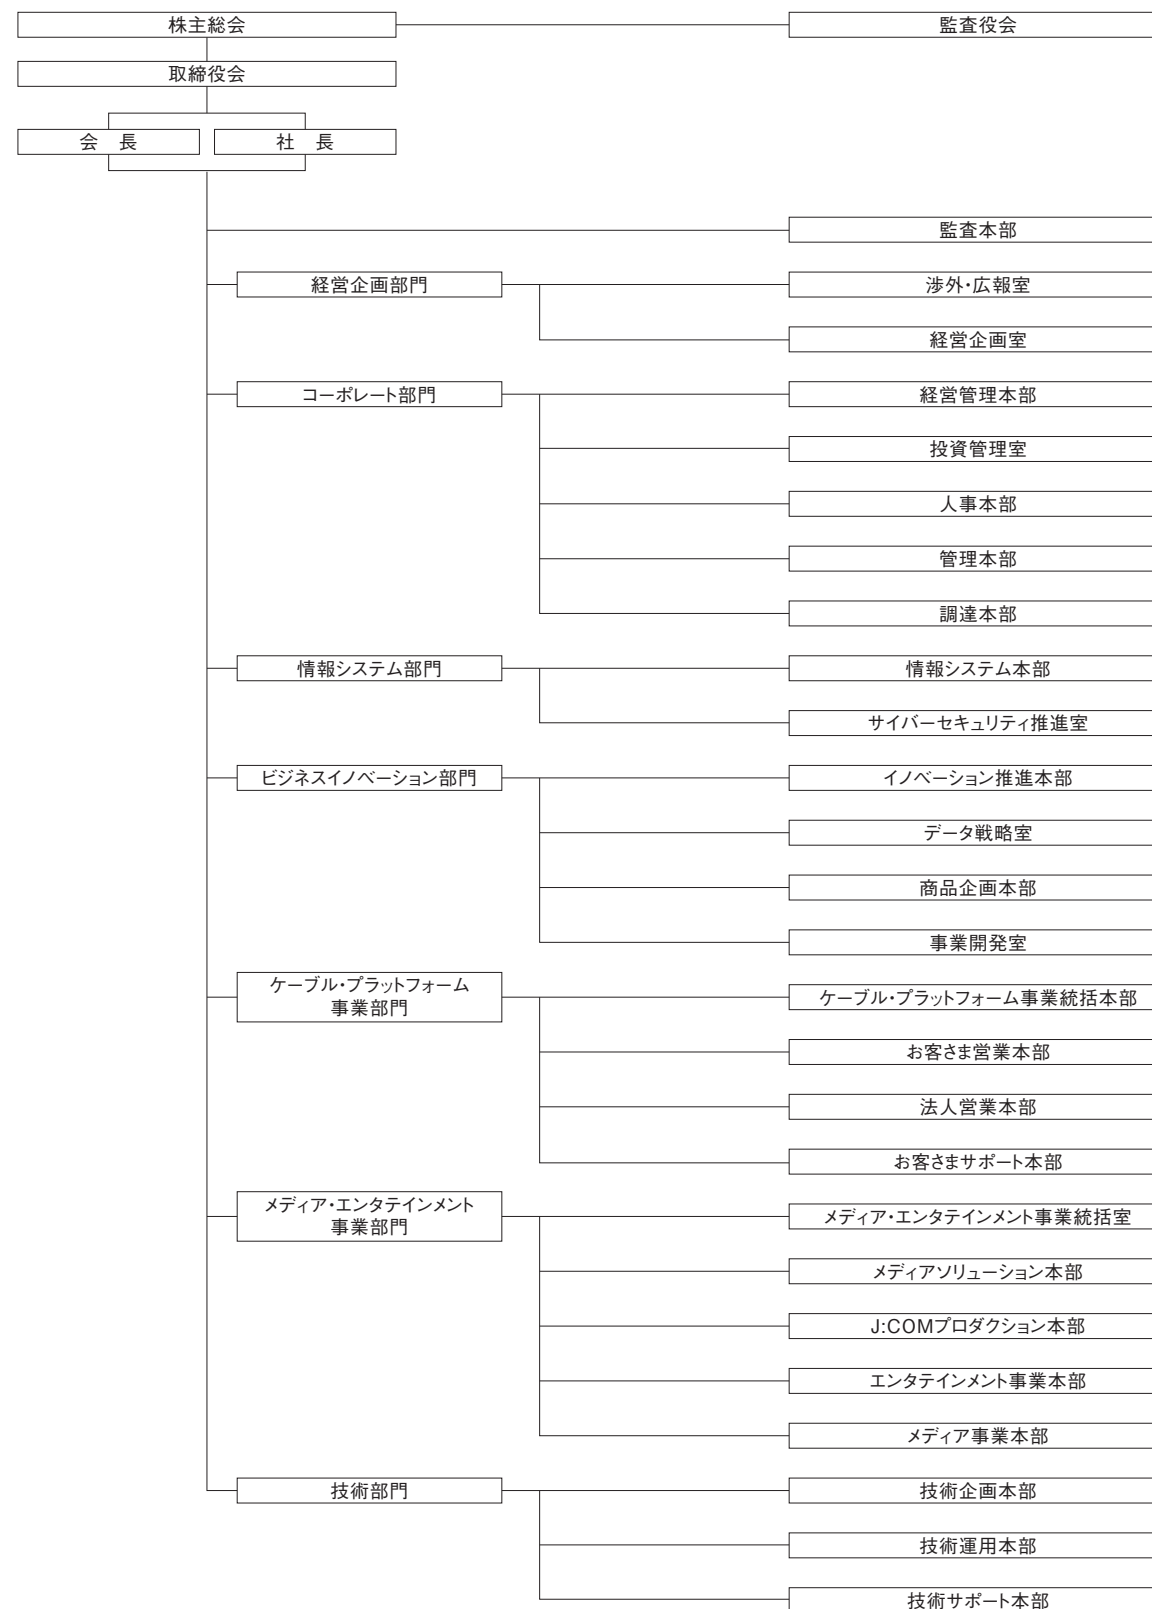 株主総会
監査役会
取締役会
会　長
社　長
監査本部
経営企画部門
渉外・広報室
経営企画室
コーポレート部門
経営管理本部
投資管理室
人事本部
管理本部
調達本部
情報システム部門
情報システム本部
サイバーセキュリティ推進室
ビジネスイノベーション部門
イノベーション推進本部
データ戦略室
商品企画本部
事業開発室
ケーブル・プラットフォーム
事業部門
ケーブル・プラットフォーム事業統括本部
お客さま営業本部
法人営業本部
お客さまサポート本部
メディア・エンタテインメント
事業部門
メディア・エンタテインメント事業統括室
メディアソリューション本部
J:COMプロダクション本部
エンタテインメント事業本部
メディア事業本部
技術部門
技術企画本部
技術運用本部
技術サポート本部